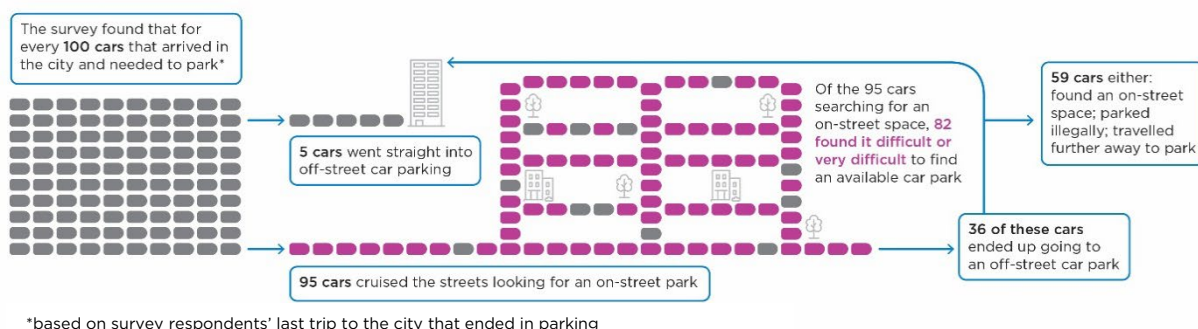 The survey found that for
every 100 cars that arrived in
the city and needed to park*
5 cars went straight into
off-street car parking
95 cars cruised the streets looking for an on-street park
Of the 95 cars
searching for an
on-street space, 82
found it difficult or
very difficult to find
an available car park
36 of these cars
ended up going to
an off-street car park
59 cars either:
found an on-street
space; parked
illegally; travelled
further away to park
*based on survey respondents' last trip to the city that ended in parking